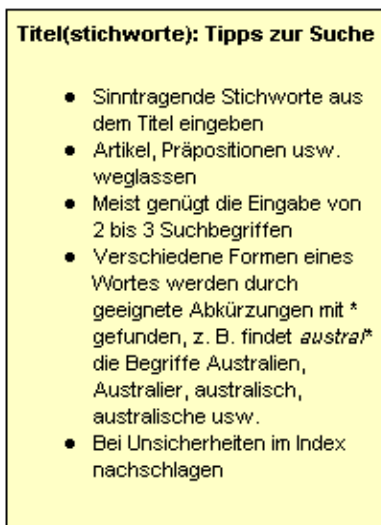 Titel(stichworte): Tipps zur Suche
● Sinntragende Stichworte aus
dem Titel eingeben
● Artikel, Präpositionen usw.
weglassen
● Meist genügt die Eingabe von
2 bis 3 Suchbegriffen
● Verschiedene Formen eines
Wortes werden durch
geeignete Abkürzungen mit *
gefunden, z. B. findet austral*
die Begriffe Australien,
Australier, australisch,
australische usw.
● Bei Unsicherheiten im Index
nachschlagen